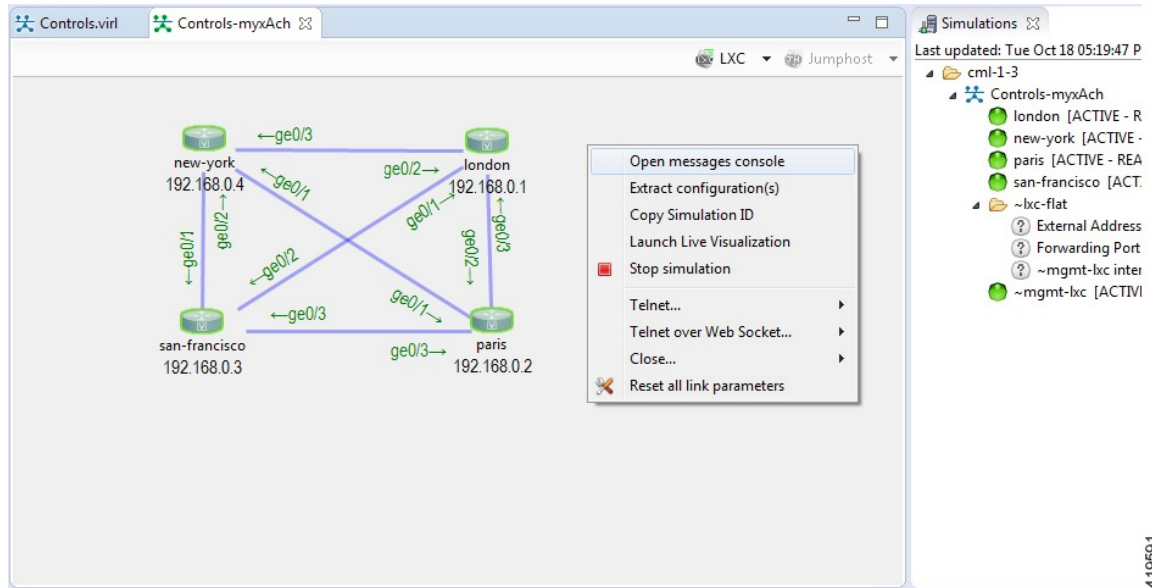 Controls.virl
Controls-myxAch
LXC
Jumphost
←ge0/3
new-york
192.168.0.4
←ge0/1
ge0/2→
london
192.168.0.1
ge0/1→
ge0/2→
←ge0/3
←ge0/1
ge0/2→
←ge0/2
ge0/1→
←ge0/3
san-francisco
192.168.0.3
ge0/3→
paris
192.168.0.2
Open messages console
Extract configuration(s)
Copy Simulation ID
Launch Live Visualization
Stop simulation
Telnet...
Telnet over Web Socket...
Close...
Reset all link parameters
Simulations
Last updated: Tue Oct 18 05:19:47 P
cml-1-3
Controls-myxAch
london [ACTIVE - R
new-york [ACTIVE -
paris [ACTIVE - REA
san-francisco [ACT
~lxc-flat
External Address
Forwarding Port
~mgmt-lxc inter
~mgmt-lxc [ACTIV
419591